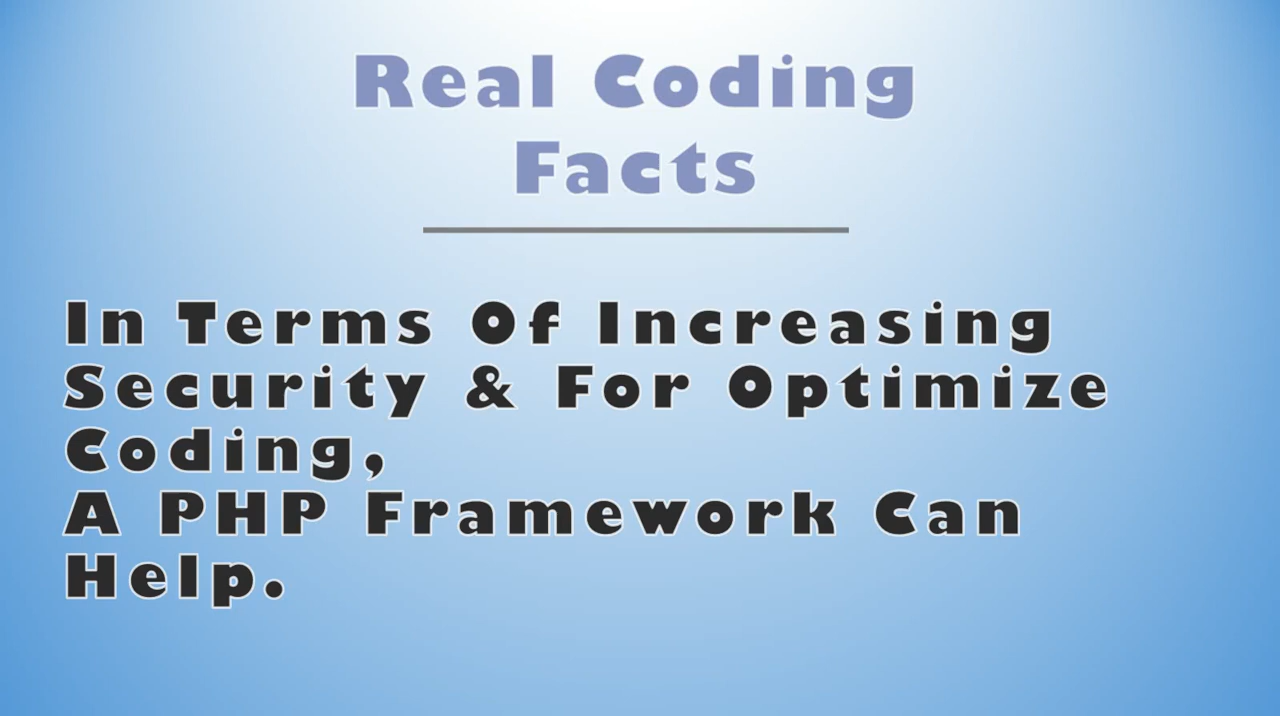 Real Coding
Facts
In Terms Of Increasing
Security & For Optimize
Coding,
A PHP Framework Can
Help.